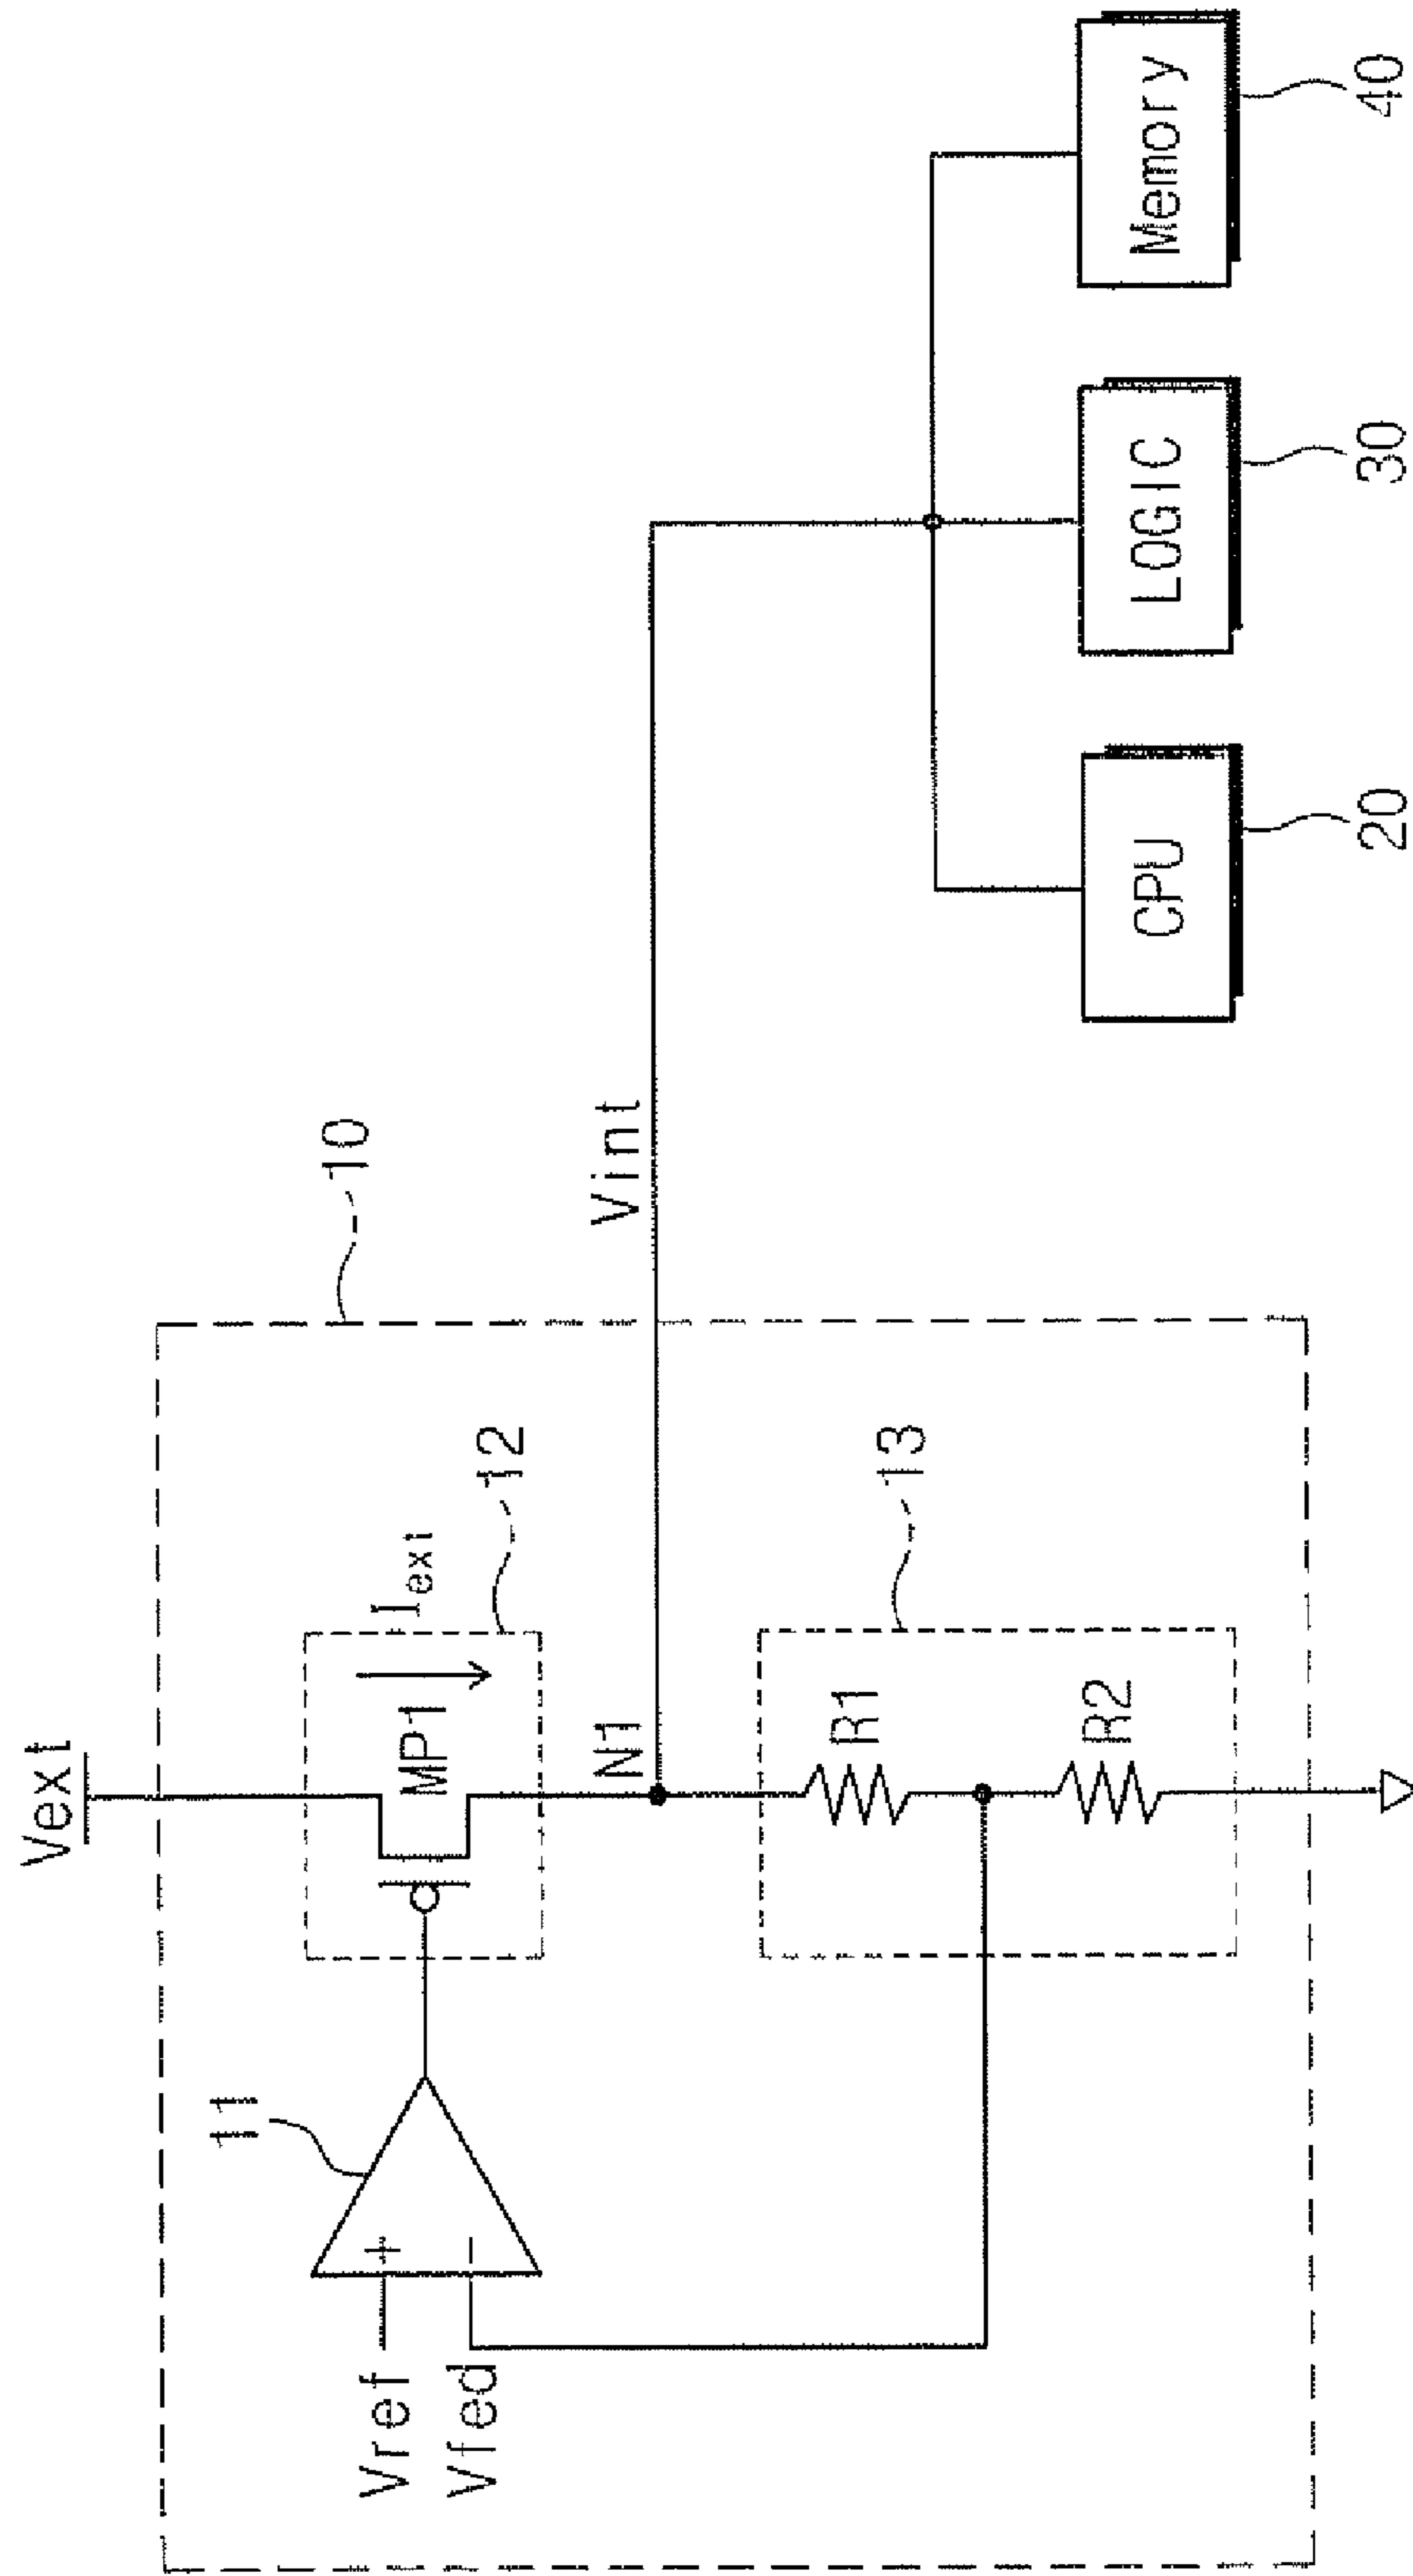 Vext
10
11
Vref
+
Vfed
−
MP1
Iext
12
N1
Vint
R1
13
R2
CPU
LOGIC
Memory
20
30
40